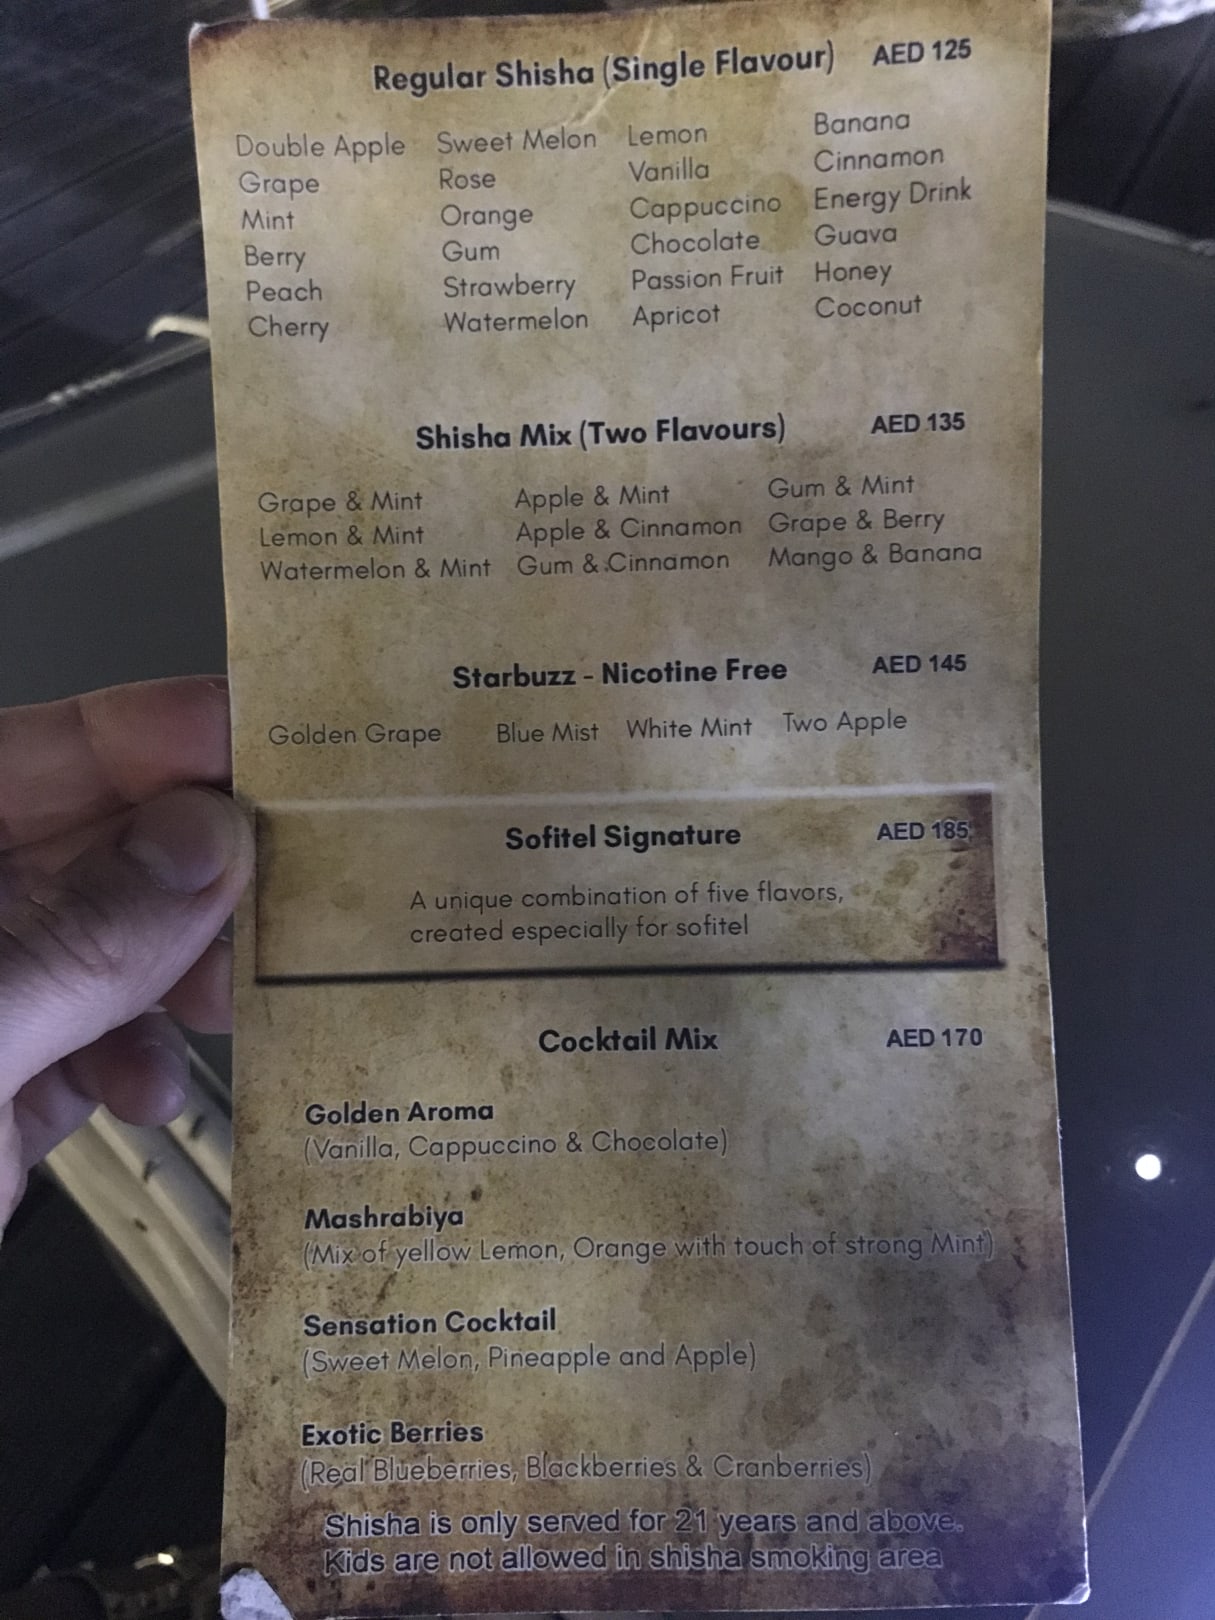 Regular Shisha (Single Flavour) AED 125
Double Apple Sweet Melon Lemon Banana
Grape Rose Vanilla Cinnamon
Mint Orange Cappuccino Energy Drink
Berry Gum Chocolate Guava
Peach Strawberry Passion Fruit Honey
Cherry Watermelon Apricot Coconut
Shisha Mix (Two Flavours) AED 135
Grape & Mint Apple & Mint Gum & Mint
Lemon & Mint Apple & Cinnamon Grape & Berry
Watermelon & Mint Gum & Cinnamon Mango & Banana
Starbuzz - Nicotine Free AED 145
Golden Grape Blue Mist White Mint Two Apple
Sofitel Signature AED 185
A unique combination of five flavors,
created especially for sofitel
Cocktail Mix AED 170
Golden Aroma
(Vanilla, Cappuccino & Chocolate)
Mashrabiya
(Mix of yellow Lemon, Orange with touch of strong Mint)
Sensation Cocktail
(Sweet Melon, Pineapple and Apple)
Exotic Berries
(Real Blueberries, Blackberries & Cranberries)
Shisha is only served for 21 years and above.
Kids are not allowed in shisha smoking area